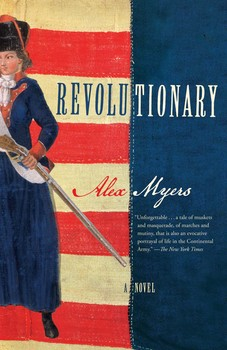 REVOLUTIONARY
Alex Myers
"Unforgettable . . . a tale of muskets
and masquerade, of matches and
mutiny, that is also an evocative
portrayal of life in the Continental
Army." —The New York Times
A NOVEL